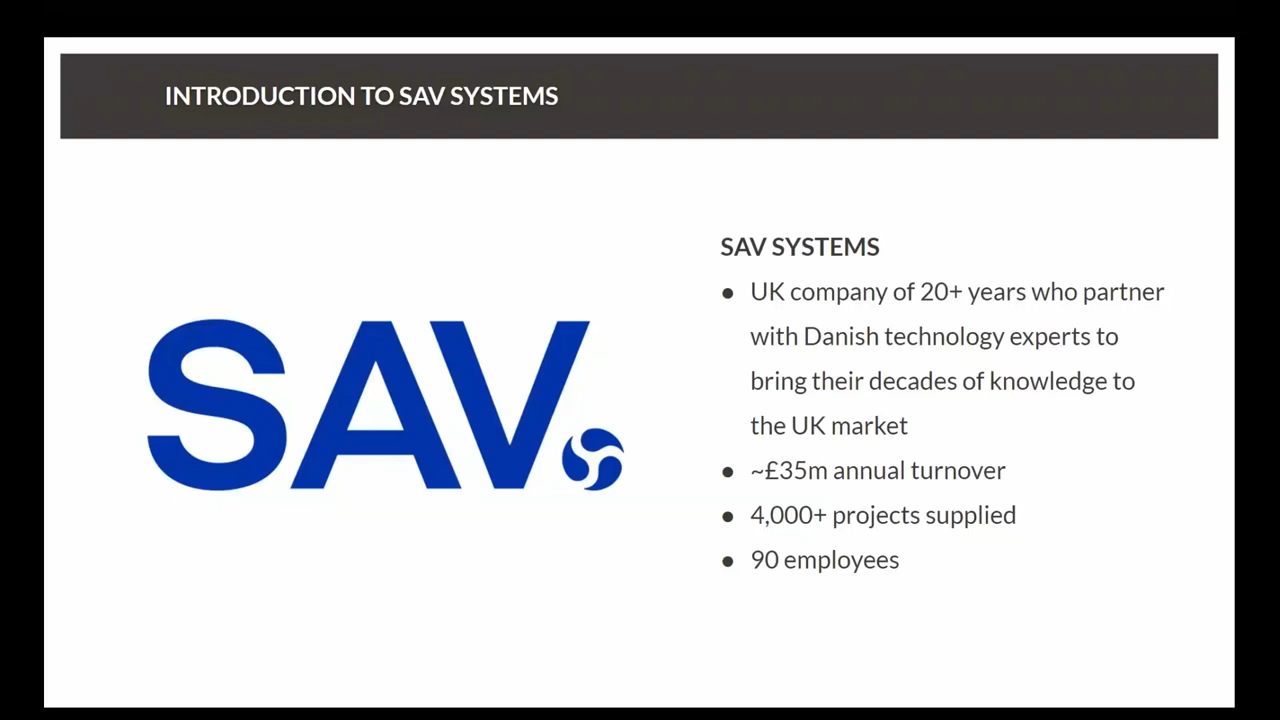 INTRODUCTION TO SAV SYSTEMS
SAV
SAV SYSTEMS
● UK company of 20+ years who partner
with Danish technology experts to
bring their decades of knowledge to
the UK market
● ~£35m annual turnover
● 4,000+ projects supplied
● 90 employees